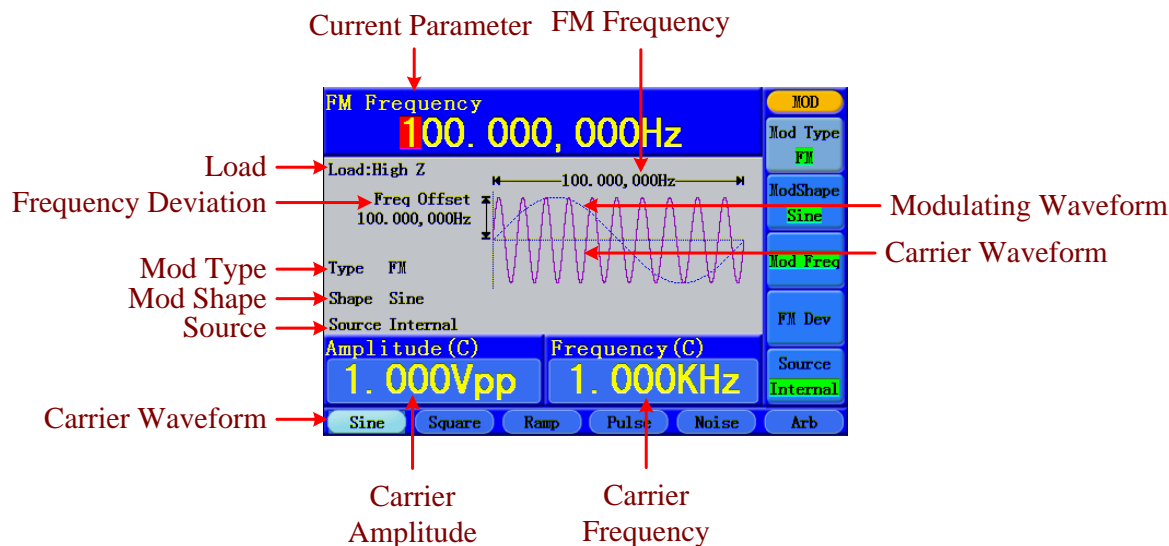 Current Parameter
FM Frequency
FM Frequency
100.000,000Hz
MOD
Mod Type
FM
Load
Load:High Z
100.000,000Hz
ModShape
Sine
Frequency Deviation
Freq Offset
100.000,000Hz
Modulating Waveform
Carrier Waveform
Mod Freq
Mod Type
Type FM
Mod Shape
Shape Sine
Source
Source Internal
FM Dev
Amplitude(C)
1.000Vpp
Frequency(C)
1.000KHz
Source
Internal
Carrier Waveform
Sine
Square
Ramp
Pulse
Noise
Arb
Carrier
Amplitude
Carrier
Frequency